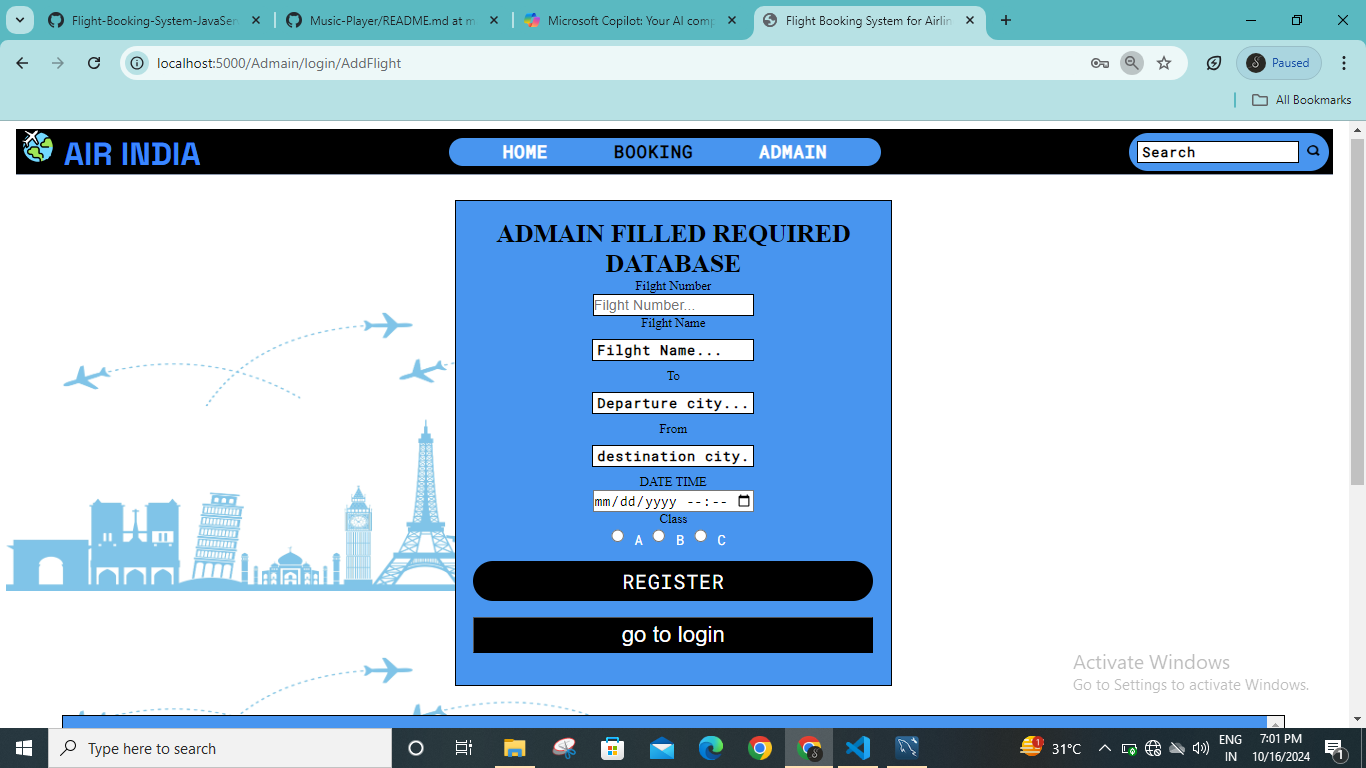 Flight-Booking-System-JavaSer
Music-Player/README.md at m
Microsoft Copilot: Your AI comp
Flight Booking System for Airlin
localhost:5000/Admain/login/AddFlight
Paused
All Bookmarks
AIR INDIA
HOME
BOOKING
ADMAIN
Search
ADMAIN FILLED REQUIRED
DATABASE
Filght Number
Filght Number...
Filght Name
Filght Name...
To
Departure city...
From
destination city.
DATE TIME
mm/dd/yyyy --:--
Class
A B C
REGISTER
go to login
Activate Windows
Go to Settings to activate Windows.
Type here to search
1
31°C
ENG
IN
7:01 PM
10/16/2024
1